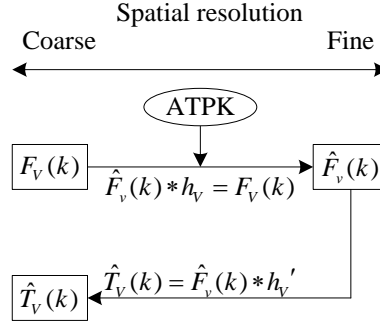 Spatial resolution
Coarse Fine
ATPK
F_V(k) F̂_v(k)
F̂_v(k) * h_V = F_V(k)
T̂_V(k) = F̂_v(k) * h_V'
T̂_V(k)